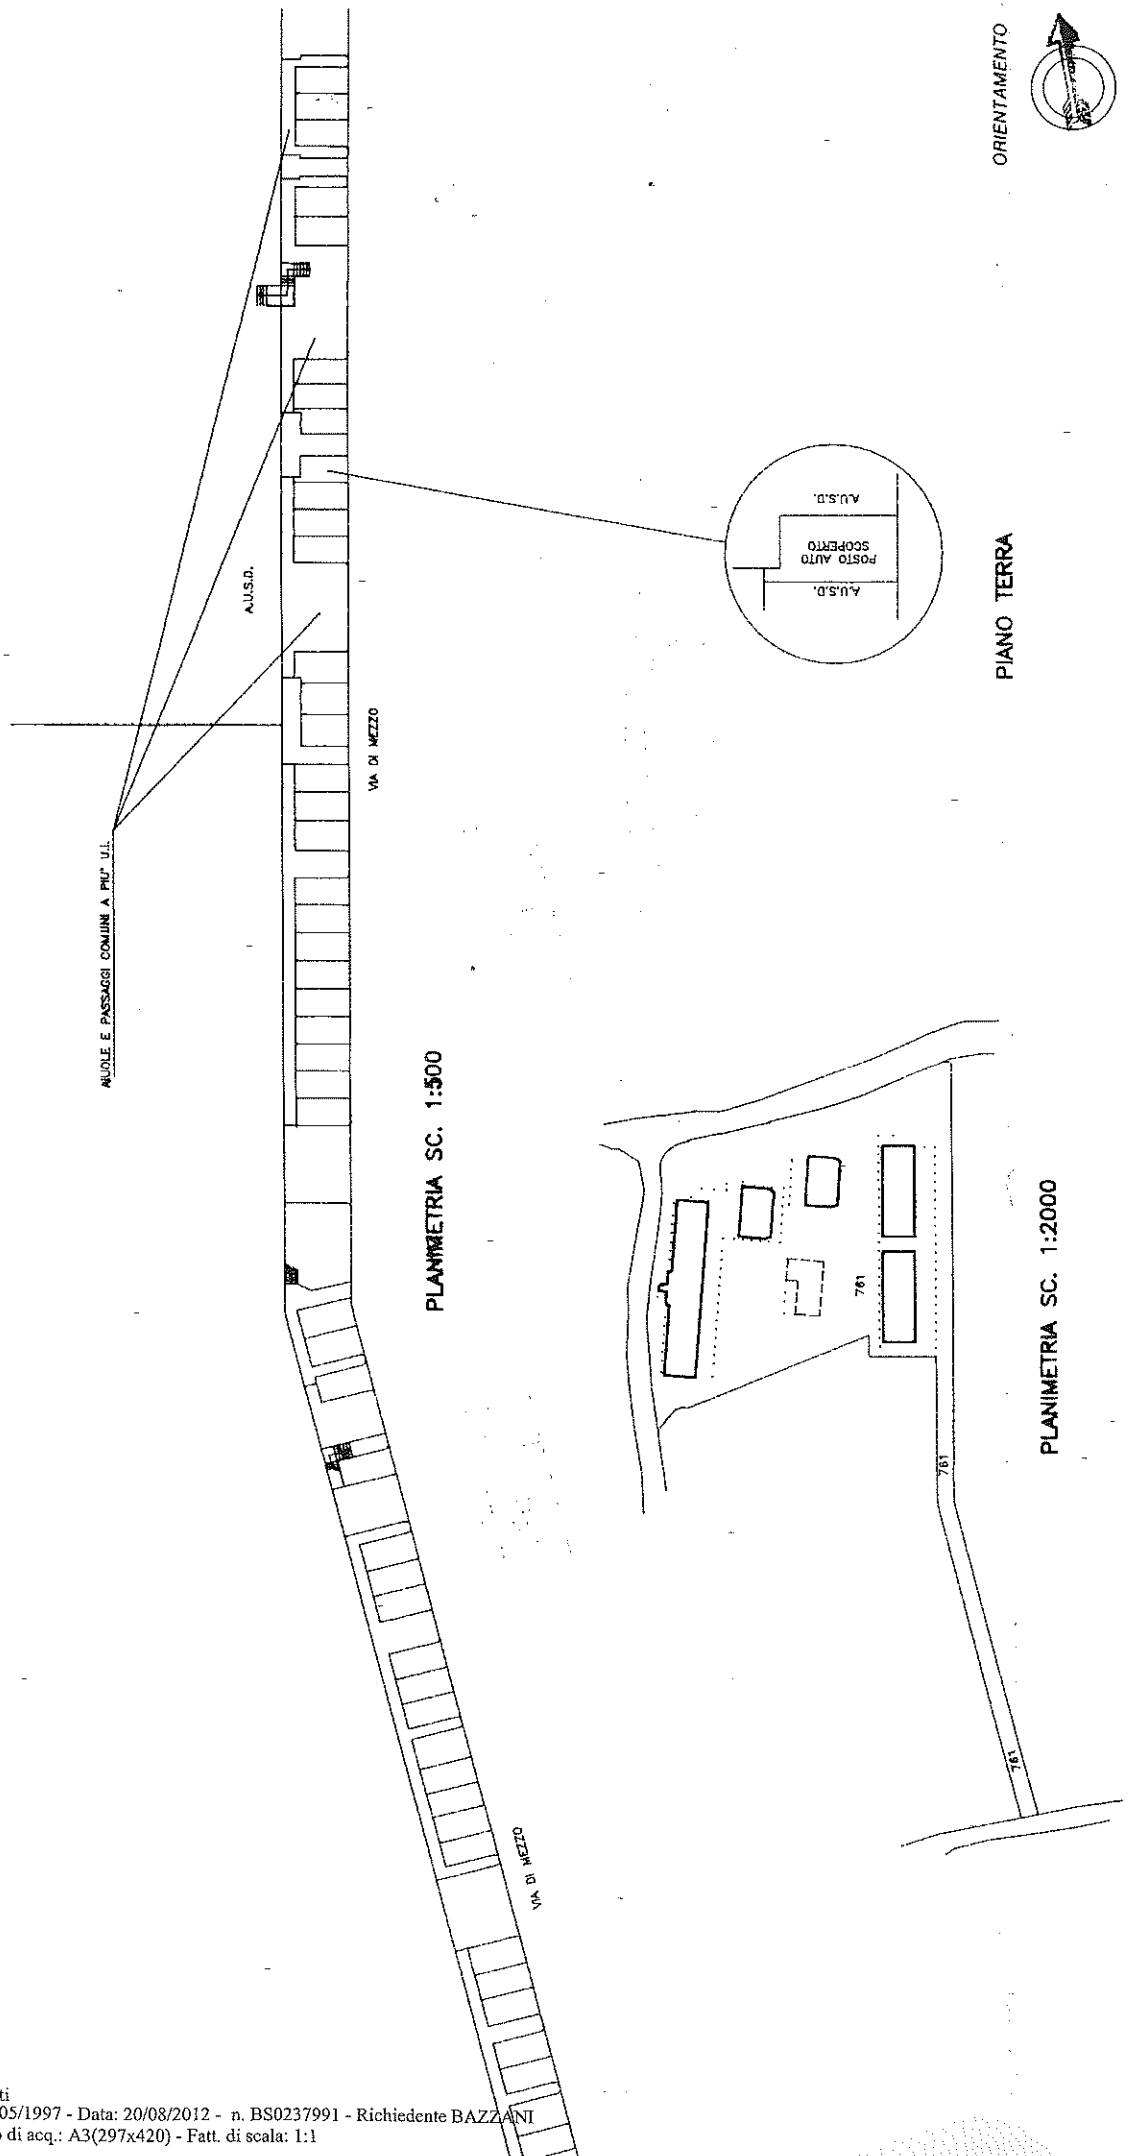 ORIENTAMENTO
AIUOLE E PASSAGGI COMUNI A PIU' U.I.
A.U.S.D.
VIA DI MEZZO
PLANIMETRIA SC. 1:500
A.U.S.D.
POSTO AUTO
SCOPERTO
A.U.S.D.
PIANO TERRA
761
761
761
PLANIMETRIA SC. 1:2000
VIA DI MEZZO
ti
05/1997 - Data: 20/08/2012 - n. BS0237991 - Richiedente BAZZANI
o di acq.: A3(297x420) - Fatt. di scala: 1:1